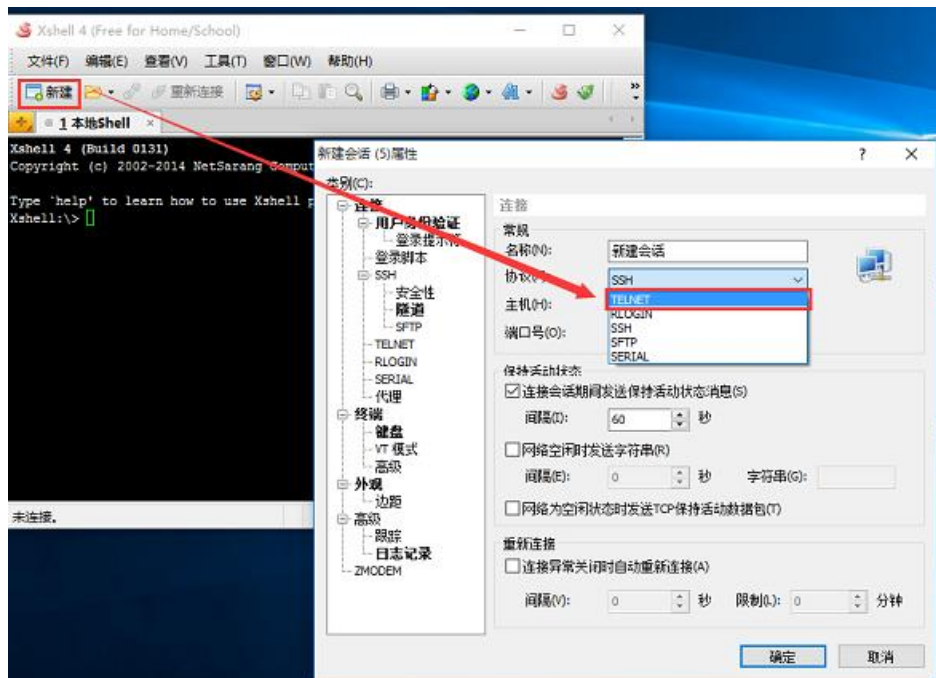 Xshell 4 (Free for Home/School)
文件(F) 编辑(E) 查看(V) 工具(T) 窗口(W) 帮助(H)
新建 重新连接
1 本地Shell ×
Xshell 4 (Build 0131)
Copyright (c) 2002-2014 NetSarang
Type `help' to learn how to use Xshell
Xshell:\>
未连接。
新建会话 (5)属性
? ×
类别(C):
连接
用户身份验证
登录提示符
登录脚本
SSH
安全性
隧道
SFTP
TELNET
RLOGIN
SERIAL
代理
终端
键盘
VT 模式
高级
外观
边距
高级
跟踪
日志记录
ZMODEM
连接
常规
名称(N): 新建会话
SSH
主机(H): TELNET
RLOGIN
端口号(O): SSH
SFTP
SERIAL
保持活动状态
连接会话期间发送保持活动状态消息(S)
间隔(I): 60 秒
网络空闲时发送字符串(R)
间隔(E): 0 秒 字符串(G):
网络为空闲状态时发送TCP保持活动数据包(T)
重新连接
连接异常关闭时自动重新连接(A)
间隔(V): 0 秒 限制(L): 0 分钟
确定 取消